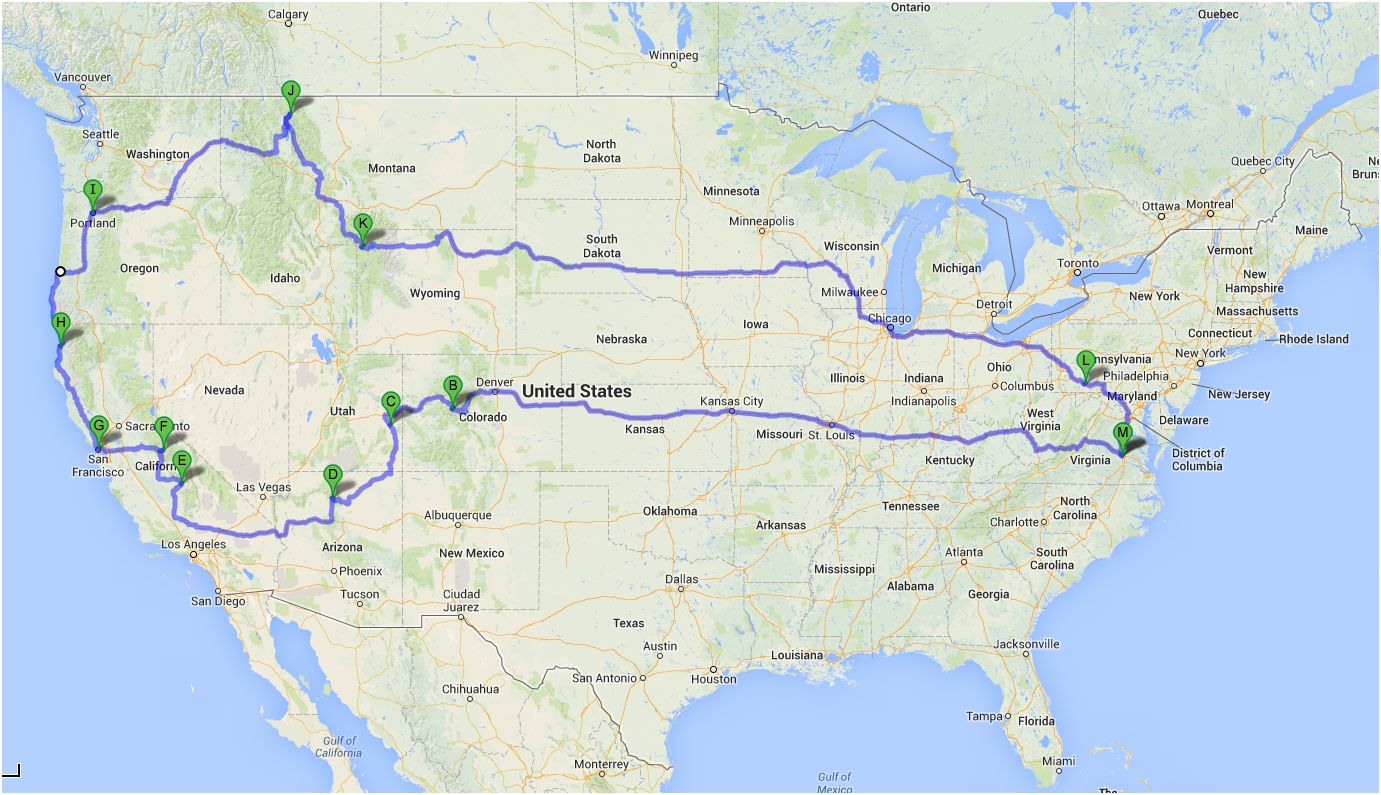 Ontario
Quebec
Calgary
Winnipeg
Vancouver
J
Seattle
Washington
Montana
North
Dakota
Minnesota
Quebec City
Ne
Bruns
I
Portland
K
Minneapolis
Ottawa
Montreal
Maine
Oregon
Idaho
South
Dakota
Wisconsin
Michigan
Toronto
Vermont
New
Hampshire
Wyoming
Milwaukee
Detroit
New York
Massachusetts
H
Chicago
Iowa
Connecticut
Rhode Island
Nebraska
Nevada
Utah
C
B
Denver
Colorado
United States
Illinois
Indiana
Indianapolis
Ohio
Columbus
L
nnsylvania
New York
Philadelphia
Maryland
New Jersey
G
Sacra
F
nto
San
Francisco
Californ
E
Kansas City
Kansas
Missouri
St. Louis
West
Virginia
Delaware
M
District of
Columbia
Virginia
Kentucky
D
Las Vegas
Albuquerque
Oklahoma
Tennessee
North
Carolina
Charlotte
Los Angeles
Arizona
New Mexico
Arkansas
Atlanta
South
Carolina
Phoenix
Mississippi
Alabama
Georgia
San Diego
Tucson
Ciudad
Juarez
Dallas
Texas
Austin
Louisiana
Jacksonville
San Antonio
Houston
Chihuahua
Tampa
Florida
Gulf of
California
Monterrey
Gulf of
Mexico
Miami
The